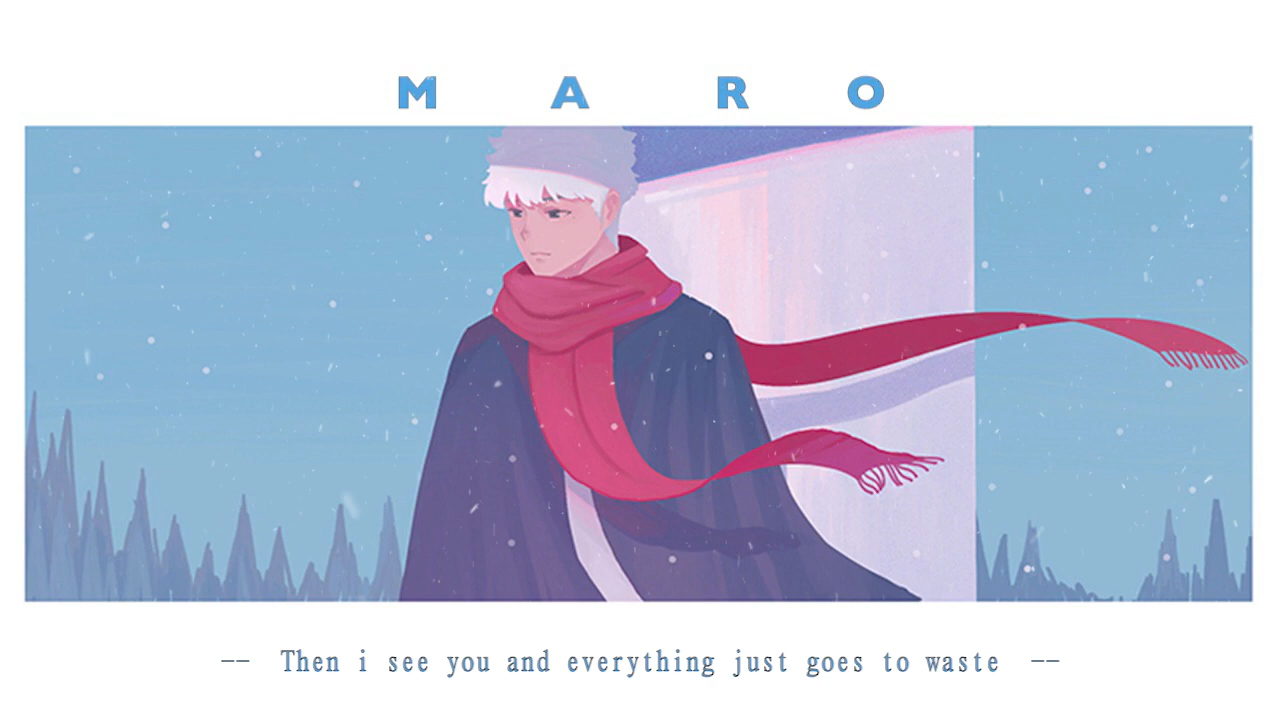 M A R O
—— Then i see you and everything just goes to waste ——